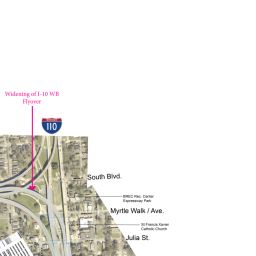 Widening of I-10 WB
Flyover
110
South Blvd.
BREC Rec. Center
Expressway Park
Myrtle Walk / Ave.
St Francis Xavier
Catholic Church
Julia St.